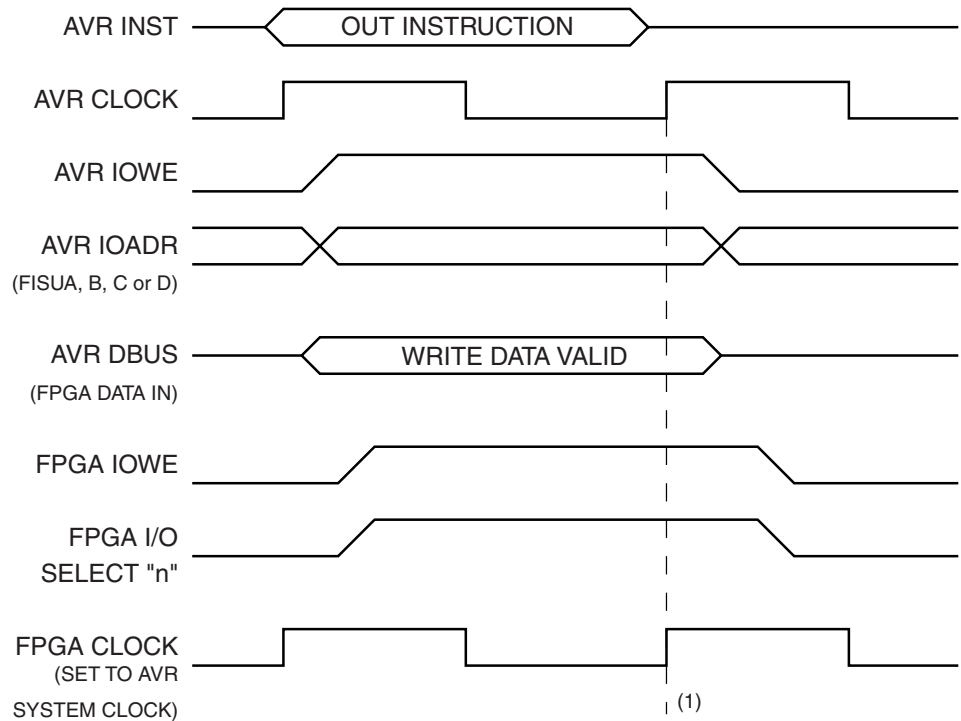 AVR INST
OUT INSTRUCTION
AVR CLOCK
AVR IOWE
AVR IOADR
(FISUA, B, C or D)
AVR DBUS
WRITE DATA VALID
(FPGA DATA IN)
FPGA IOWE
FPGA I/O
SELECT "n"
FPGA CLOCK
(SET TO AVR
SYSTEM CLOCK)
(1)